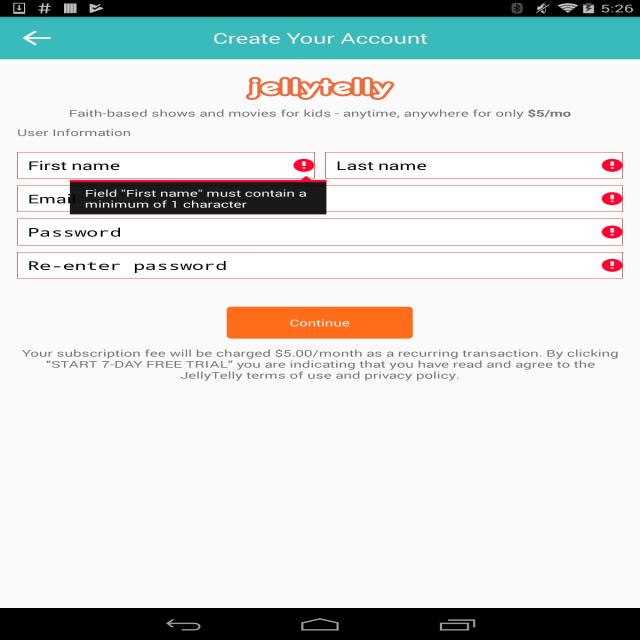 5:26
Create Your Account
jellytelly
Faith-based shows and movies for kids - anytime, anywhere for only $5/mo
User Information
First name
Last name
Email
Field "First name" must contain a
minimum of 1 character
Password
Re-enter password
Continue
Your subscription fee will be charged $5.00/month as a recurring transaction. By clicking
"START 7-DAY FREE TRIAL" you are indicating that you have read and agree to the
JellyTelly terms of use and privacy policy.